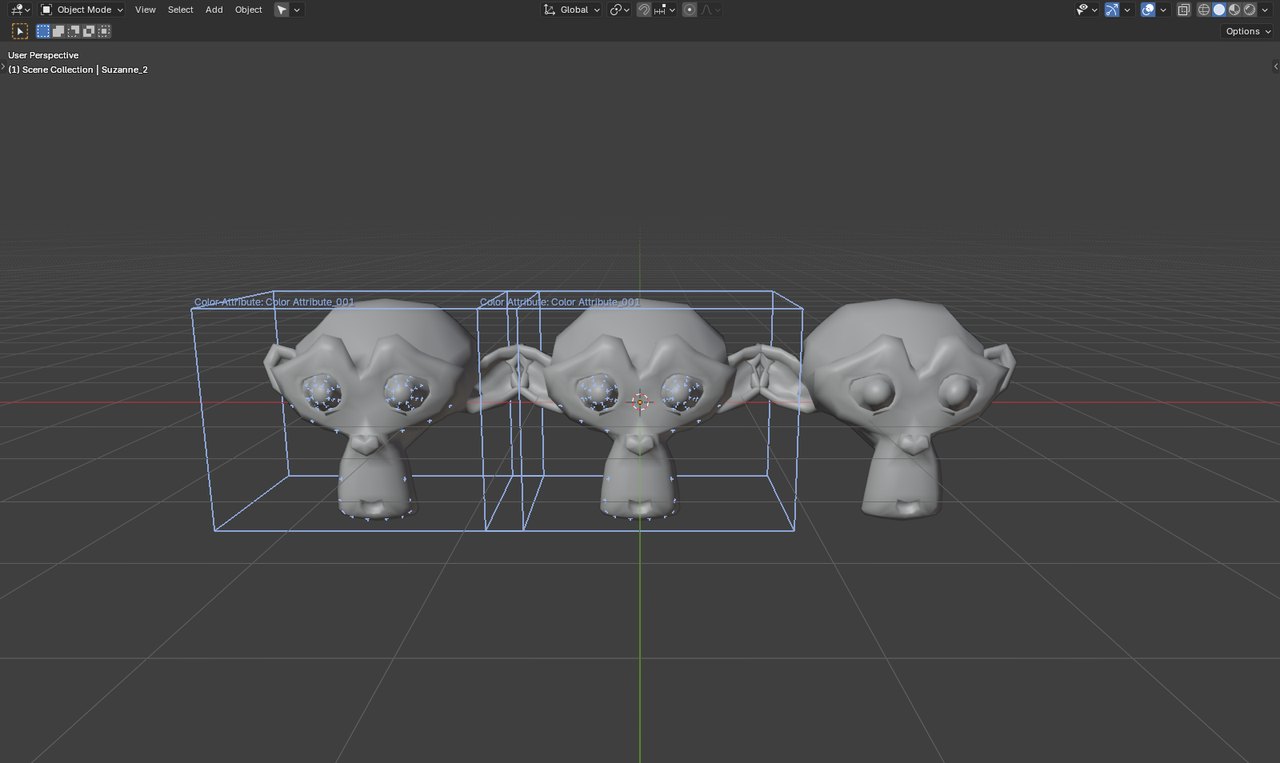 Object Mode View Select Add Object Global
Options
User Perspective
(1) Scene Collection | Suzanne_2
Color Attribute: Color Attribute_001 Color Attribute: Color Attribute_001